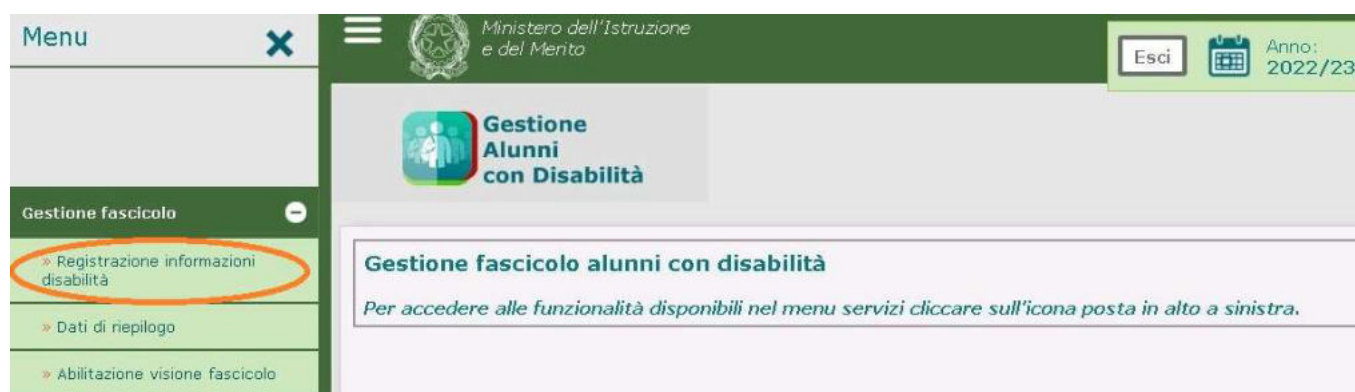 Menu
Ministero dell'Istruzione
e del Merito
Esci
Anno:
2022/23
Gestione
Alunni
con Disabilità
Gestione fascicolo
» Registrazione informazioni
disabilità
» Dati di riepilogo
» Abilitazione visione fascicolo
Gestione fascicolo alunni con disabilità
Per accedere alle funzionalità disponibili nel menu servizi cliccare sull'icona posta in alto a sinistra.